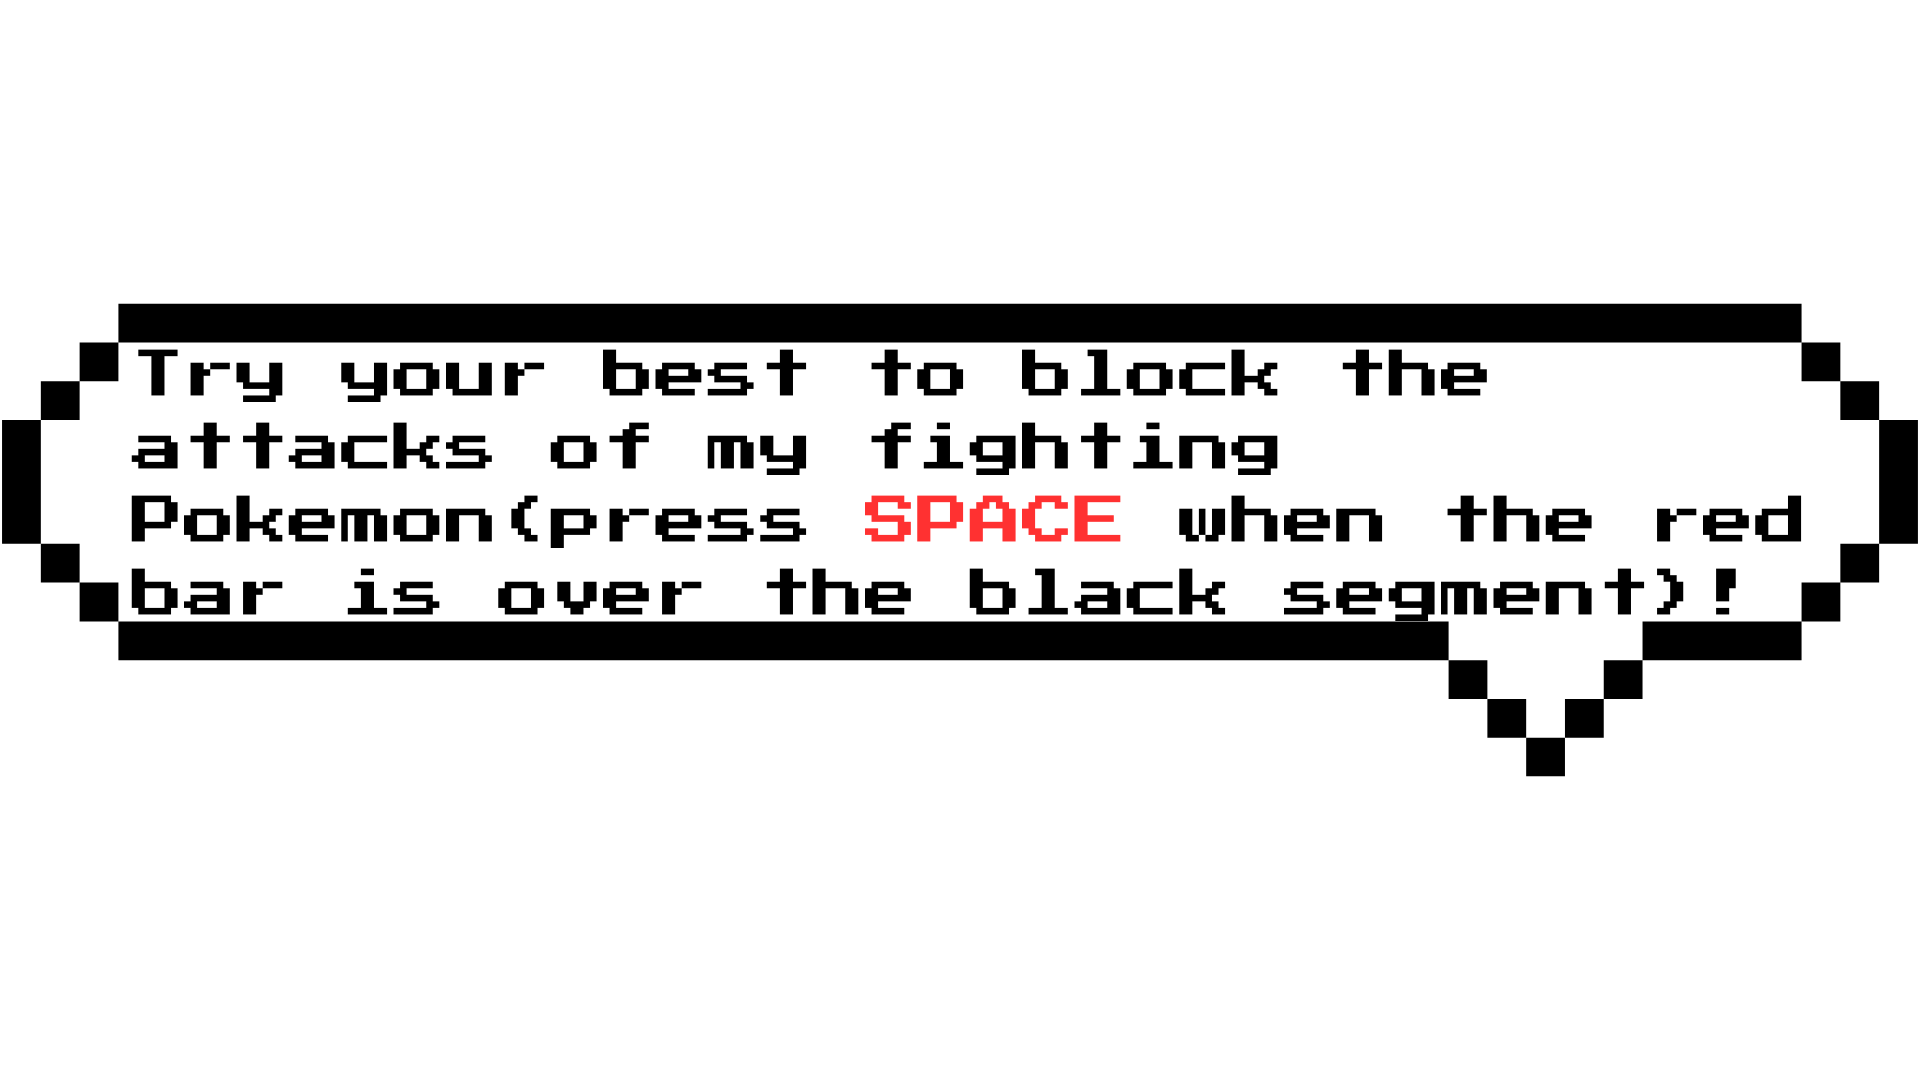 Try your best to block the
attacks of my fighting
Pokemon(press SPACE when the red
bar is over the black segment)!